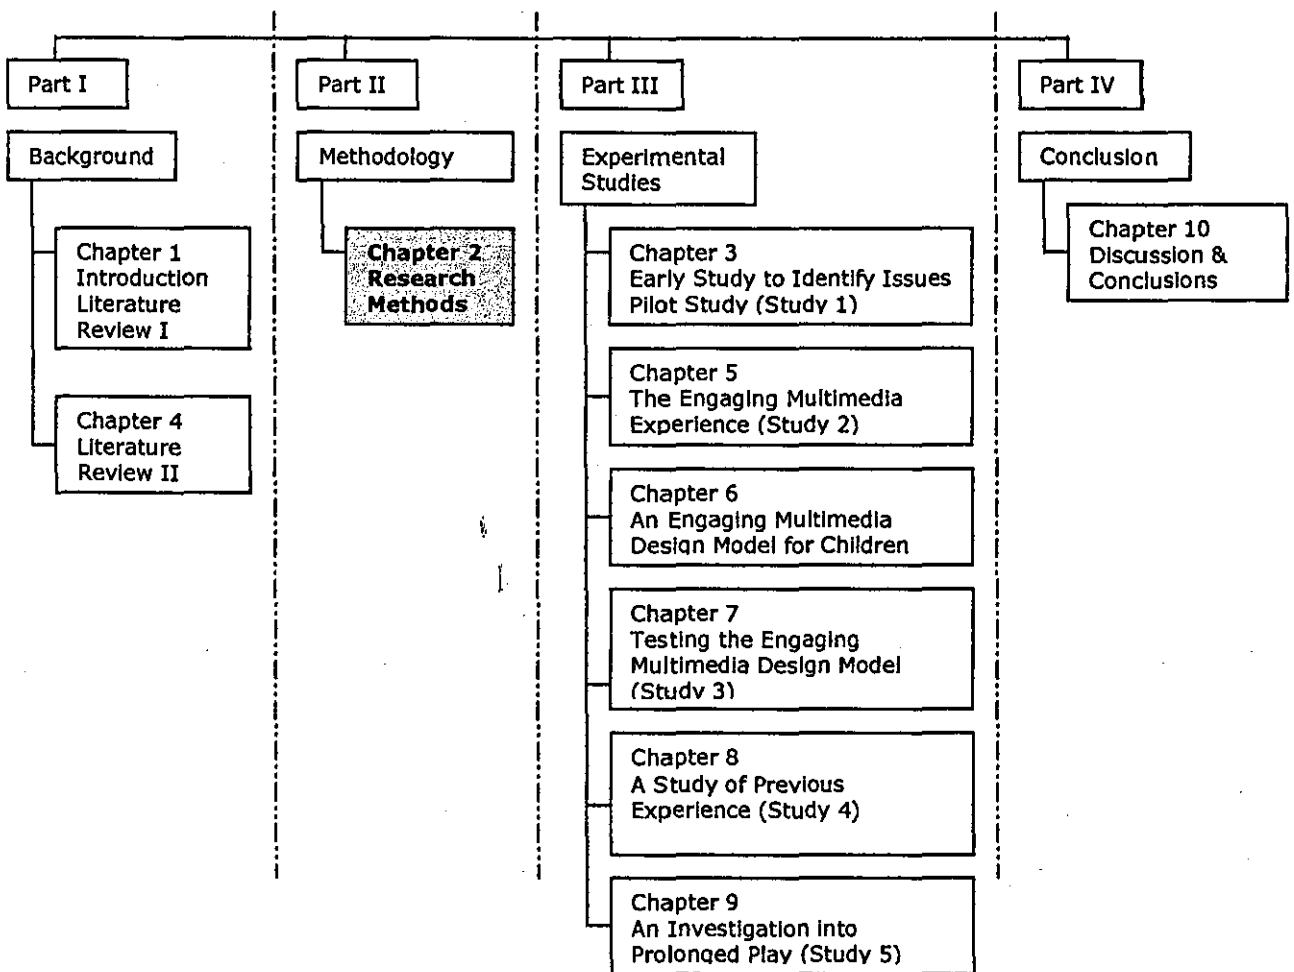 Part I
Background
Chapter 1
Introduction
Literature
Review I
Chapter 4
Literature
Review II
Part II
Methodology
Chapter 2
Research
Methods
Part III
Experimental
Studies
Chapter 3
Early Study to Identify Issues
Pilot Study (Study 1)
Chapter 5
The Engaging Multimedia
Experience (Study 2)
Chapter 6
An Engaging Multimedia
Design Model for Children
Chapter 7
Testing the Engaging
Multimedia Design Model
(Study 3)
Chapter 8
A Study of Previous
Experience (Study 4)
Chapter 9
An Investigation into
Prolonged Play (Study 5)
Part IV
Conclusion
Chapter 10
Discussion &
Conclusions